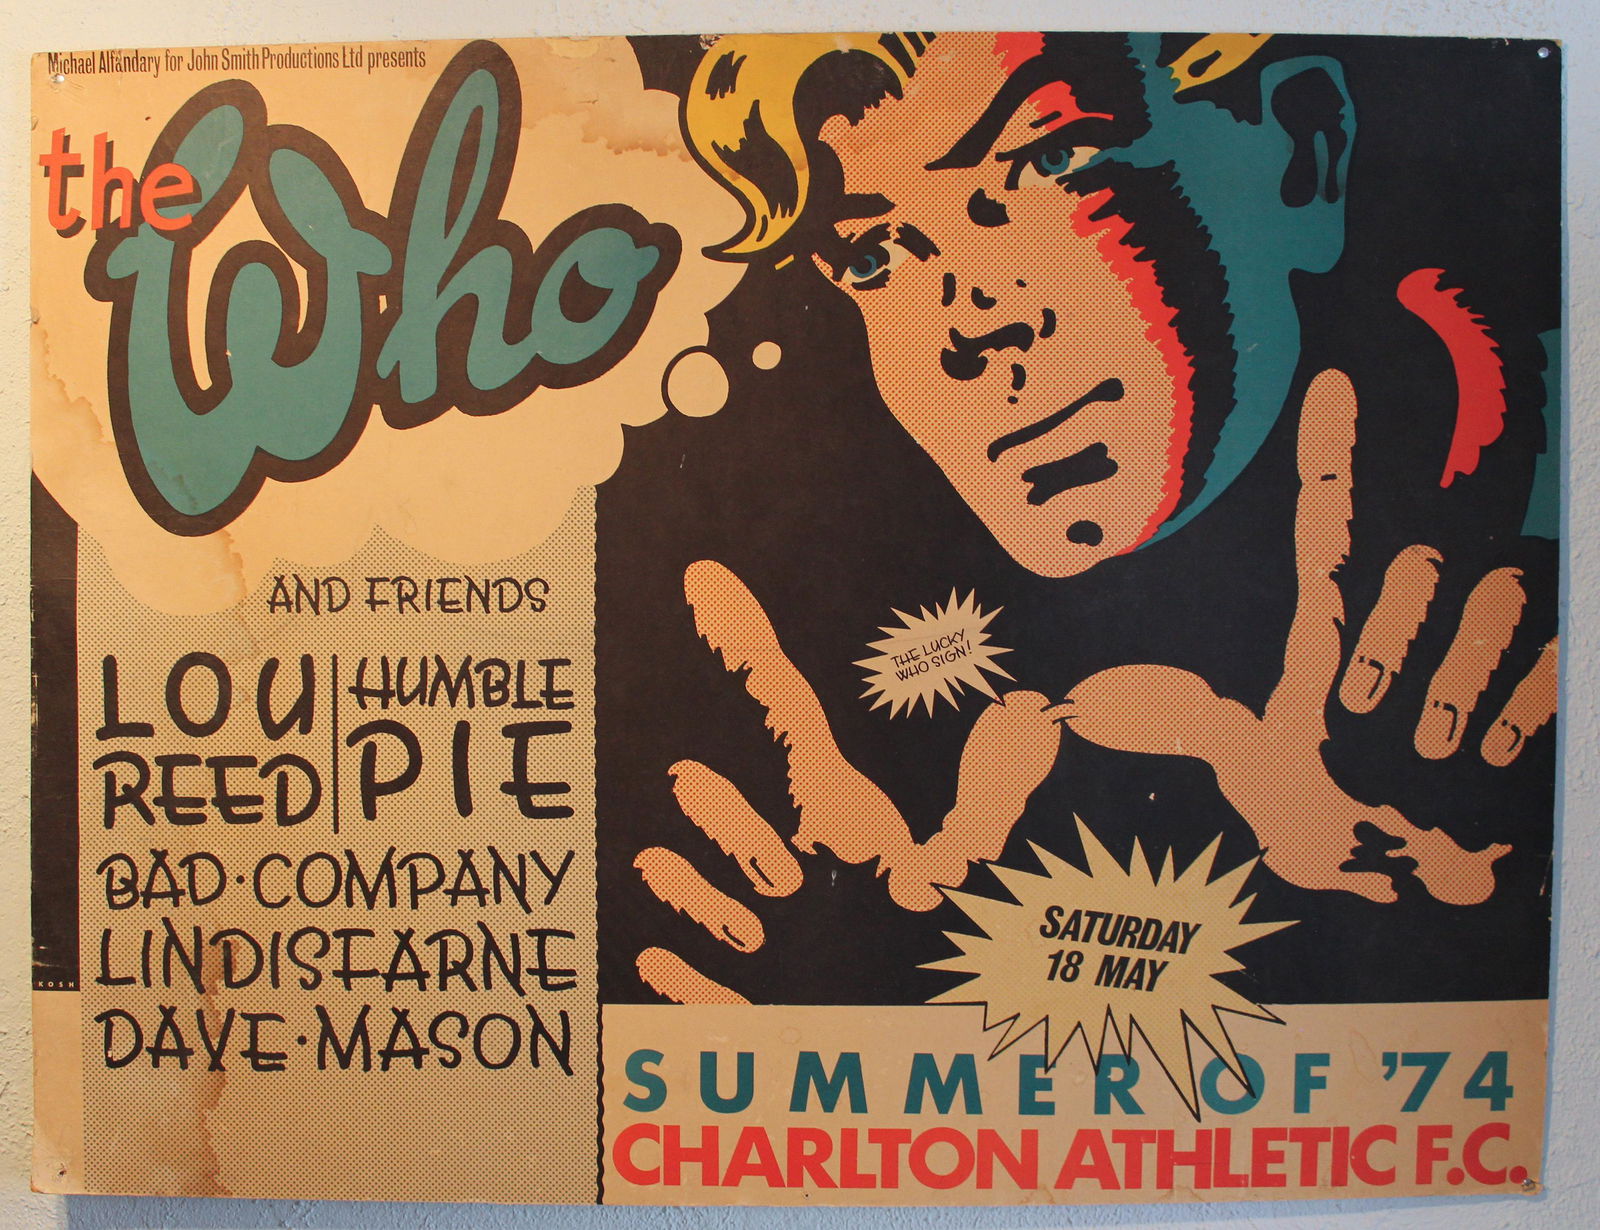 Michael Alfandary for John Smith Productions Ltd presents
the
Who
AND FRIENDS
LOU
REED
HUMBLE
PIE
BAD·COMPANY
LINDISFARNE
DAVE·MASON
KOSH
THE LUCKY
WHO SIGN!
SATURDAY
18 MAY
SUMMER OF '74
CHARLTON ATHLETIC F.C.